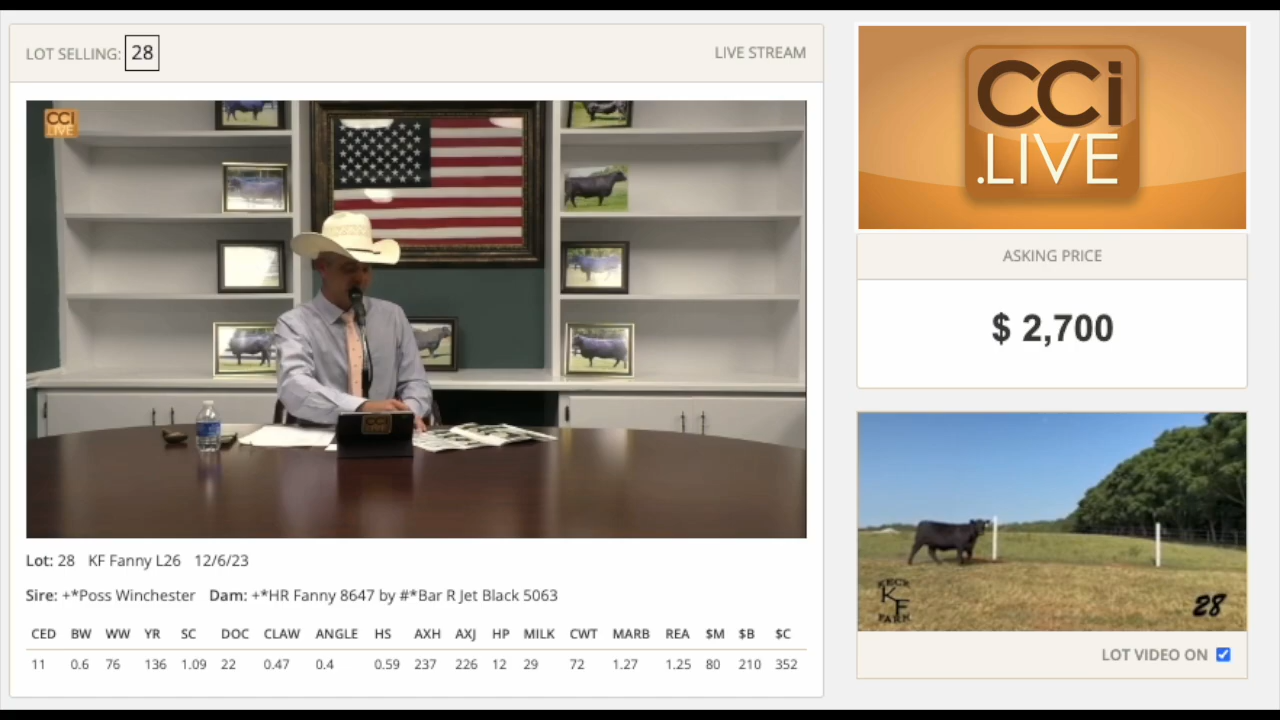 LOT SELLING: 28
LIVE STREAM
CCi
LIVE
CCi
.LIVE
ASKING PRICE
$ 2,700
CCi
KECK
KF
PARK
28
LOT VIDEO ON
Lot: 28 KF Fanny L26 12/6/23
Sire: +*Poss Winchester Dam: +*HR Fanny 8647 by #*Bar R Jet Black 5063
CED BW WW YR SC DOC CLAW ANGLE HS AXH AXJ HP MILK CWT MARB REA $M $B $C
11 0.6 76 136 1.09 22 0.47 0.4 0.59 237 226 12 29 72 1.27 1.25 80 210 352